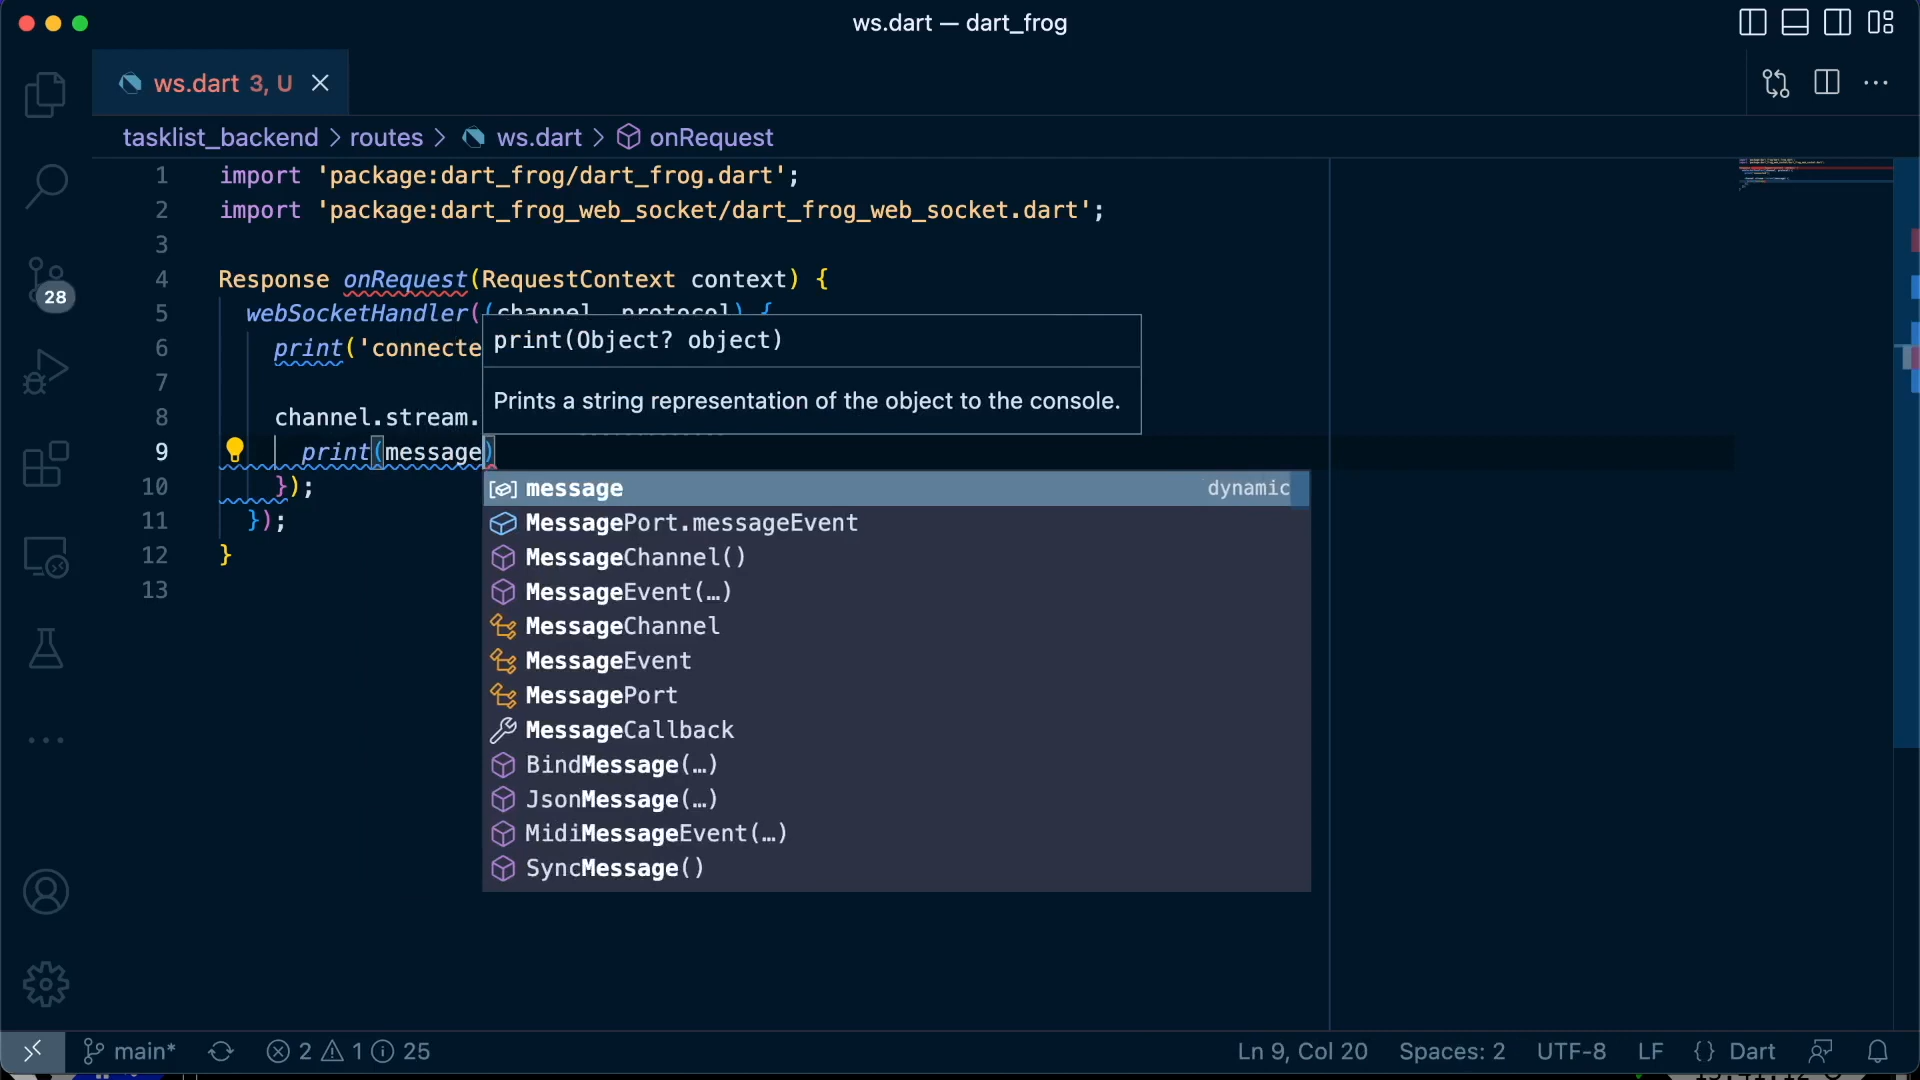 ws.dart — dart_frog
ws.dart 3, U
tasklist_backend > routes > ws.dart > onRequest
1 import 'package:dart_frog/dart_frog.dart';
2 import 'package:dart_frog_web_socket/dart_frog_web_socket.dart';
3
28
4 Response onRequest(RequestContext context) {
5 webSocketHandler((channel, protocol) {
print(Object? object)
6 print('connecte
7
Prints a string representation of the object to the console.
8 channel.stream.
9 print(message)
10 });
message dynamic
MessagePort.messageEvent
11 });
12 }
MessageChannel()
13
MessageEvent(…)
MessageChannel
MessageEvent
MessagePort
MessageCallback
BindMessage(…)
JsonMessage(…)
MidiMessageEvent(…)
SyncMessage()
main* 2 1 25 Ln 9, Col 20 Spaces: 2 UTF-8 LF {} Dart